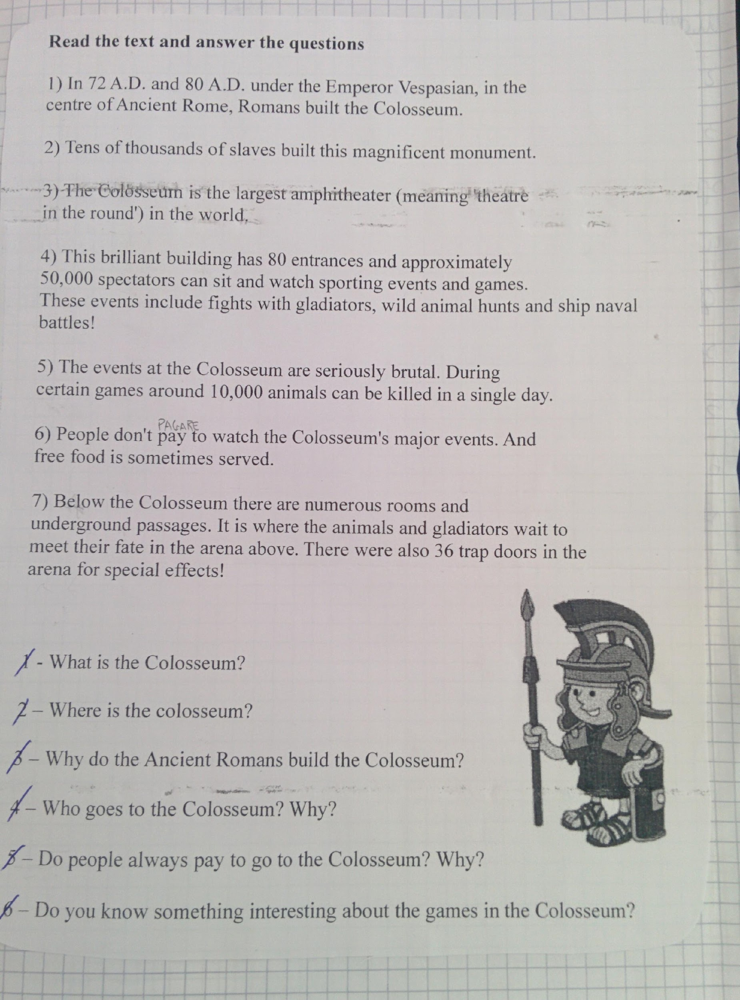 Read the text and answer the questions
1) In 72 A.D. and 80 A.D. under the Emperor Vespasian, in the
centre of Ancient Rome, Romans built the Colosseum.
2) Tens of thousands of slaves built this magnificent monument.
3) The Colosseum is the largest amphitheater (meaning 'theatre
in the round') in the world.
4) This brilliant building has 80 entrances and approximately
50,000 spectators can sit and watch sporting events and games.
These events include fights with gladiators, wild animal hunts and ship naval
battles!
5) The events at the Colosseum are seriously brutal. During
certain games around 10,000 animals can be killed in a single day.
PAGARE
6) People don't pay to watch the Colosseum's major events. And
free food is sometimes served.
7) Below the Colosseum there are numerous rooms and
underground passages. It is where the animals and gladiators wait to
meet their fate in the arena above. There were also 36 trap doors in the
arena for special effects!
1 - What is the Colosseum?
2 – Where is the colosseum?
3 – Why do the Ancient Romans build the Colosseum?
4 – Who goes to the Colosseum? Why?
5 – Do people always pay to go to the Colosseum? Why?
6 – Do you know something interesting about the games in the Colosseum?